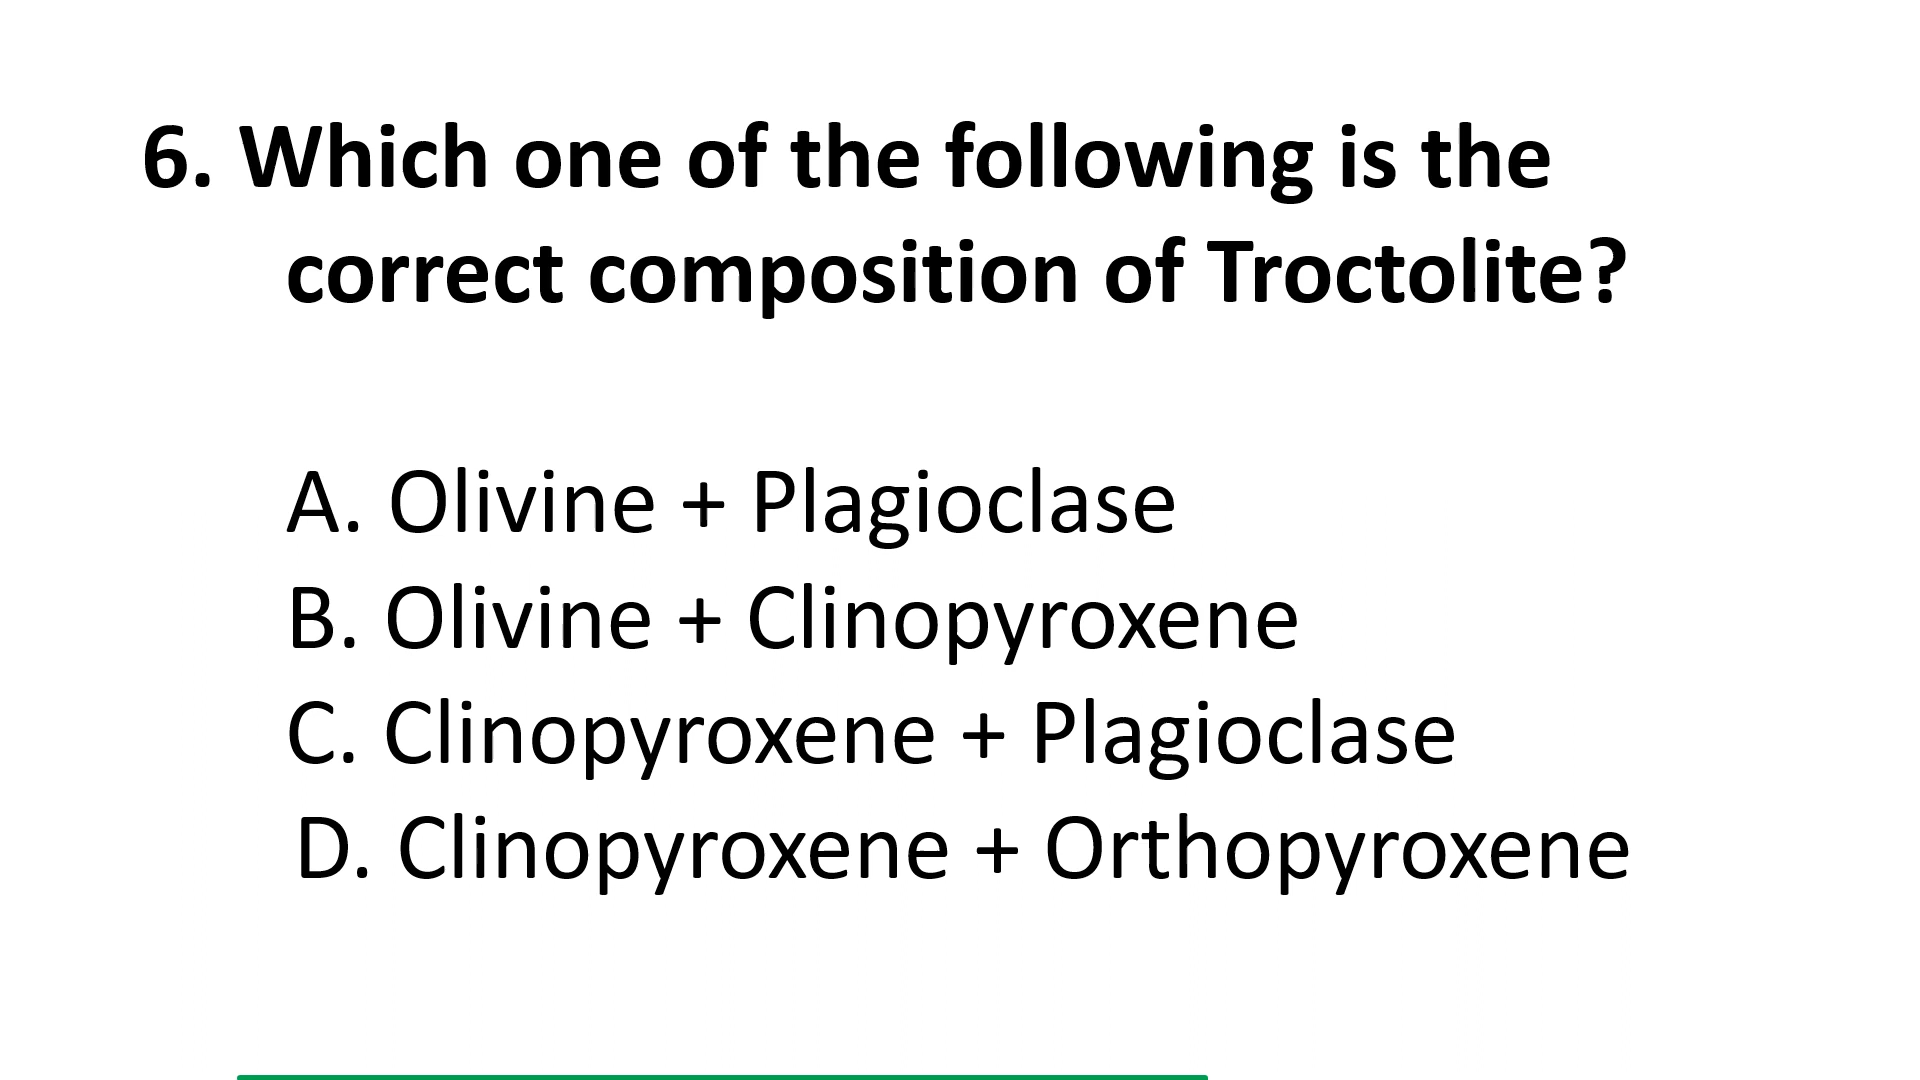 6. Which one of the following is the
correct composition of Troctolite?
A. Olivine + Plagioclase
B. Olivine + Clinopyroxene
C. Clinopyroxene + Plagioclase
D. Clinopyroxene + Orthopyroxene